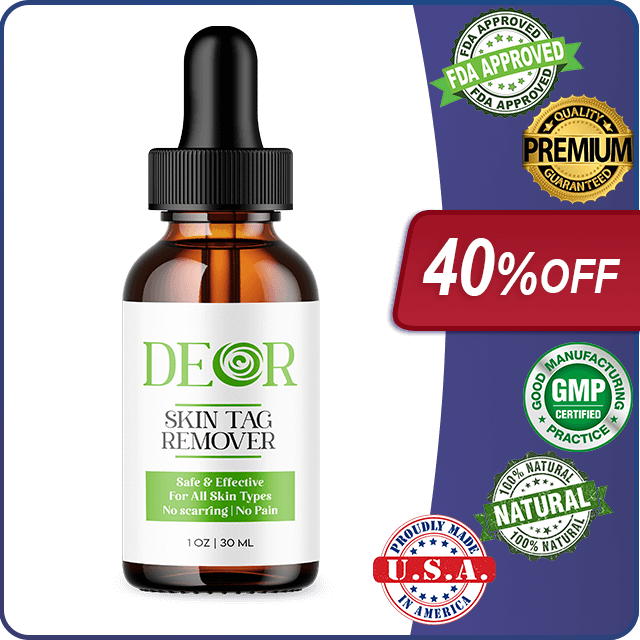 DEOR
SKIN TAG
REMOVER
Safe & Effective
For All Skin Types
No scarring | No Pain
1 OZ | 30 ML
FDA APPROVED
FDA APPROVED
FDA APPROVED
QUALITY
PREMIUM
GUARANTEED
40%OFF
GOOD MANUFACTURING
GMP
CERTIFIED
PRACTICE
100% NATURAL
NATURAL
100% NATURAL
PROUDLY MADE
U.S.A.
IN AMERICA